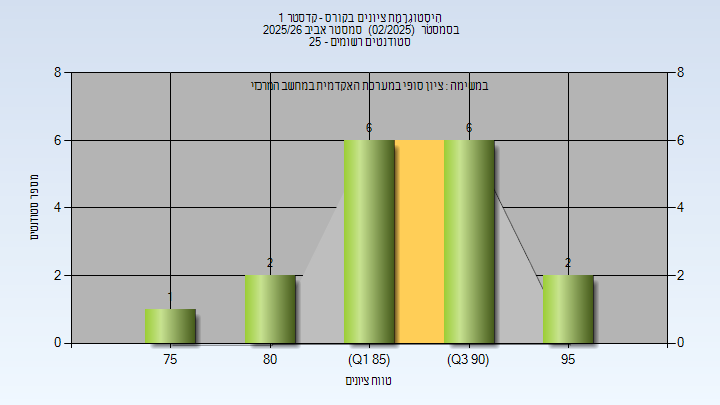 היסטוגרמת ציונים בקורס - קדסטר 1
בסמסטר (02/2025) סמסטר אביב 2025/26
סטודנטים רשומים - 25
במשימה : ציון סופי במערכת האקדמית במחשב המרכזי
מספר סטודנטים
8
6
4
2
0
8
6
4
2
0
1
2
6
6
2
75
80
(Q1 85)
(Q3 90)
95
טווח ציונים